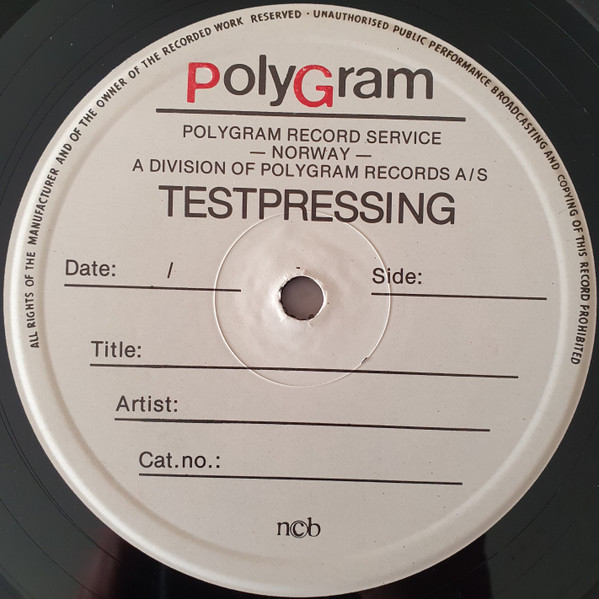 ALL RIGHTS OF THE MANUFACTURER AND OF THE OWNER OF THE RECORDED WORK RESERVED · UNAUTHORISED PUBLIC PERFORMANCE BROADCASTING AND COPYING OF THIS RECORD PROHIBITED
PolyGram
POLYGRAM RECORD SERVICE
— NORWAY —
A DIVISION OF POLYGRAM RECORDS A/S
TESTPRESSING
Date: / Side:
Title:
Artist:
Cat.no.:
ncb